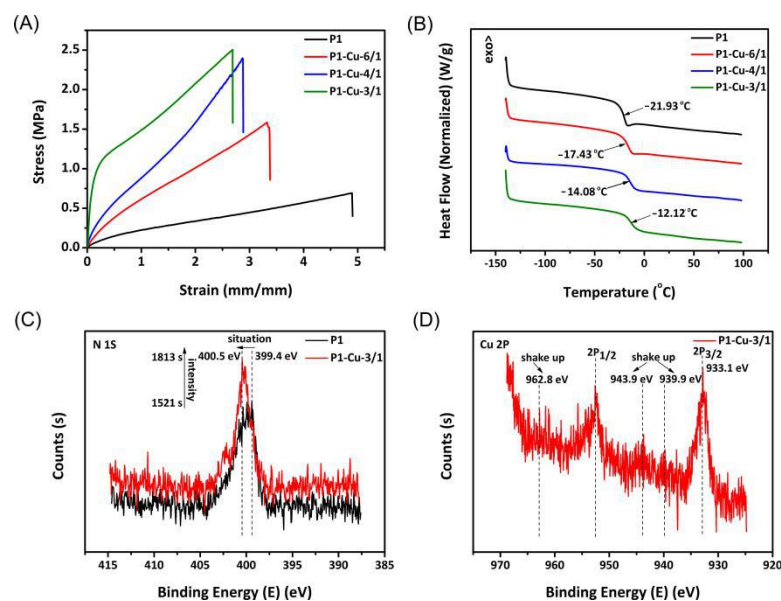 (A)
P1
P1-Cu-6/1
P1-Cu-4/1
P1-Cu-3/1
2.5
2.0
1.5
1.0
0.5
0.0
0 1 2 3 4 5
Stress (MPa)
Strain (mm/mm)
(B)
exo>
P1
P1-Cu-6/1
P1-Cu-4/1
P1-Cu-3/1
-21.93 °C
-17.43 °C
-14.08 °C
-12.12 °C
Heat Flow (Normalized) (W/g)
-150 -100 -50 0 50 100
Temperature (°C)
(C)
N 1S
situation
P1
P1-Cu-3/1
1813 s
400.5 eV
399.4 eV
intensity
1521 s
Counts (s)
415 410 405 400 395 390 385
Binding Energy (E) (eV)
(D)
Cu 2P
P1-Cu-3/1
shake up
2P1/2
shake up
2P3/2
962.8 eV
943.9 eV
939.9 eV
933.1 eV
Counts (s)
970 960 950 940 930 920
Binding Energy (E) (eV)